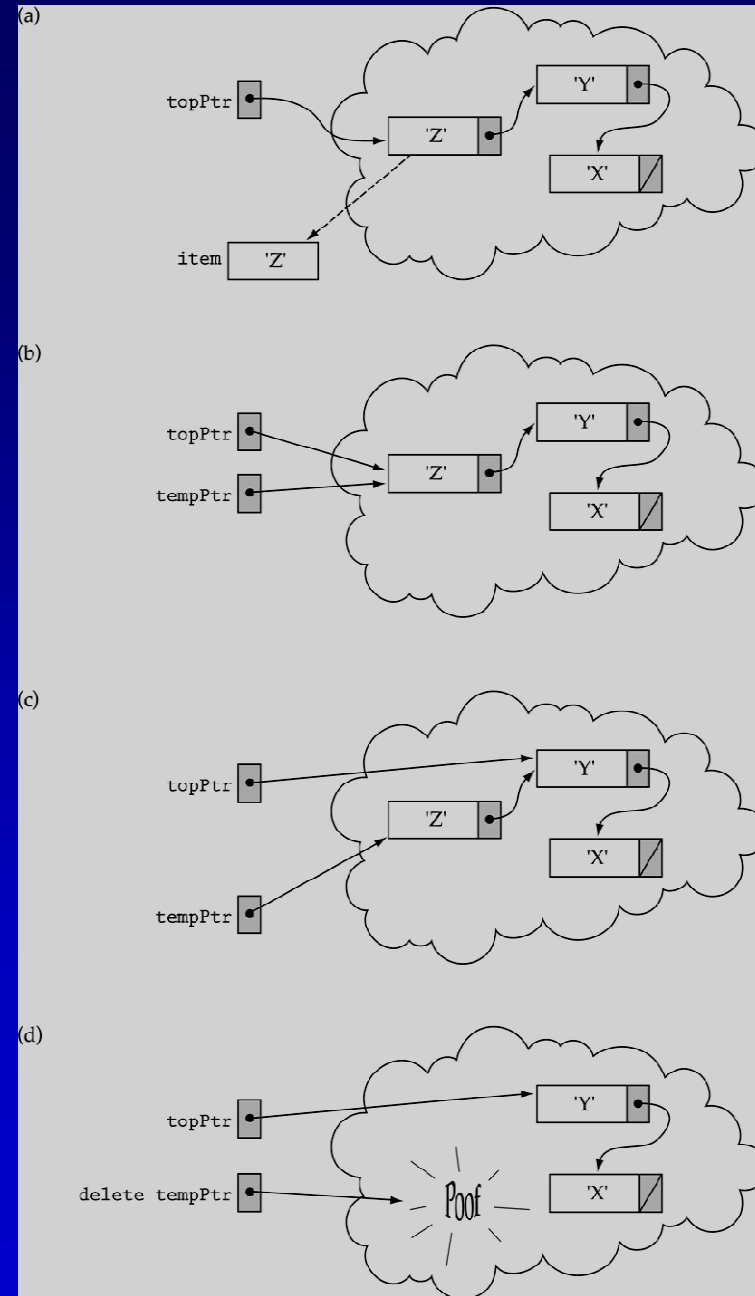 (a)
'Y'
topPtr
'Z'
'X'
item 'Z'
(b)
'Y'
topPtr
'Z'
tempPtr
'X'
(c)
'Y'
topPtr
'Z'
'X'
tempPtr
(d)
'Y'
topPtr
delete tempPtr
Poof
'X'